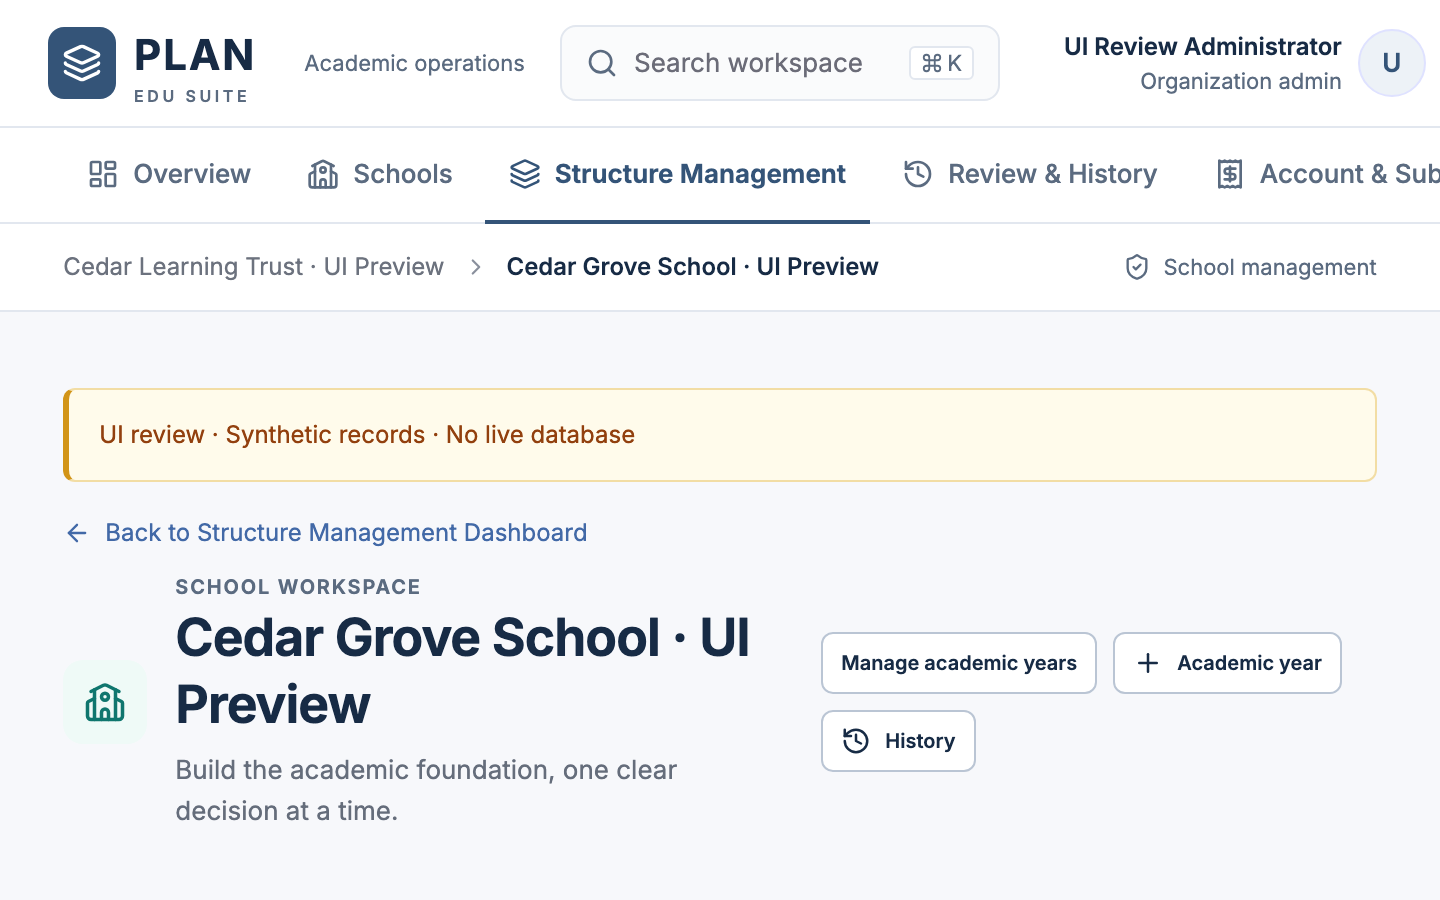 PLAN
EDU SUITE
Academic operations
Search workspace
⌘ K
UI Review Administrator
Organization admin
U
Overview
Schools
Structure Management
Review & History
Account & Sub
Cedar Learning Trust · UI Preview
Cedar Grove School · UI Preview
School management
UI review · Synthetic records · No live database
Back to Structure Management Dashboard
SCHOOL WORKSPACE
Cedar Grove School · UI
Preview
Build the academic foundation, one clear
decision at a time.
Manage academic years
Academic year
History